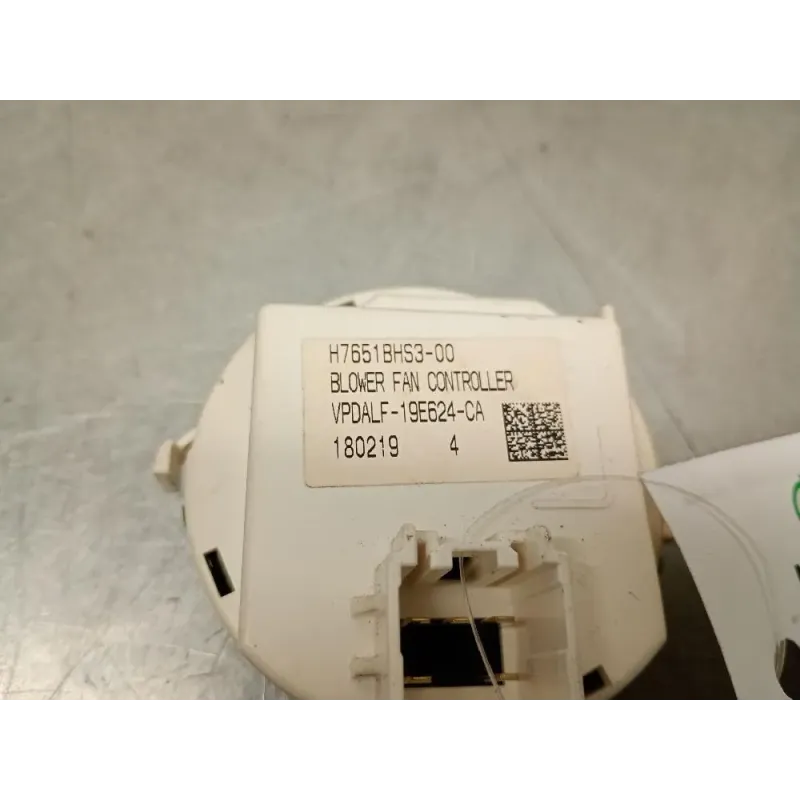 H7651BHS3-00
BLOWER FAN CONTROLLER
VPDALF-19E624-CA
180219 4